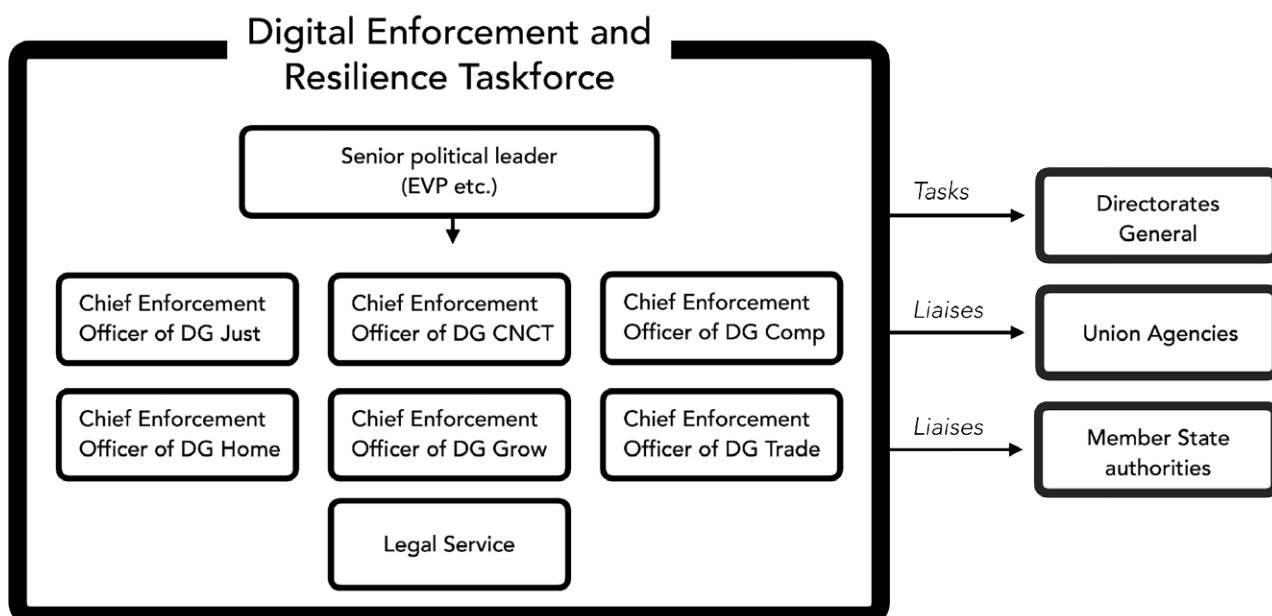 Digital Enforcement and
Resilience Taskforce
Senior political leader
(EVP etc.)
Chief Enforcement
Officer of DG Just
Chief Enforcement
Officer of DG CNCT
Chief Enforcement
Officer of DG Comp
Chief Enforcement
Officer of DG Home
Chief Enforcement
Officer of DG Grow
Chief Enforcement
Officer of DG Trade
Legal Service
Tasks
Directorates
General
Liaises
Union Agencies
Liaises
Member State
authorities